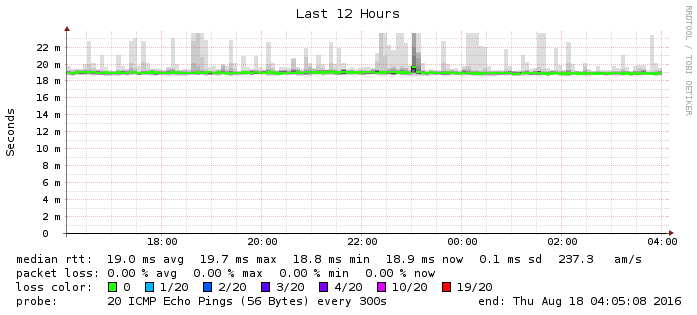 Last 12 Hours
RRDTOOL / TOBI OETIKER
Seconds
22 m
20 m
18 m
16 m
14 m
12 m
10 m
8 m
6 m
4 m
2 m
0
18:00 20:00 22:00 00:00 02:00 04:00
median rtt: 19.0 ms avg 19.7 ms max 18.8 ms min 18.9 ms now 0.1 ms sd 237.3 am/s
packet loss: 0.00 % avg 0.00 % max 0.00 % min 0.00 % now
loss color: 0 1/20 2/20 3/20 4/20 10/20 19/20
probe: 20 ICMP Echo Pings (56 Bytes) every 300s end: Thu Aug 18 04:05:08 2016